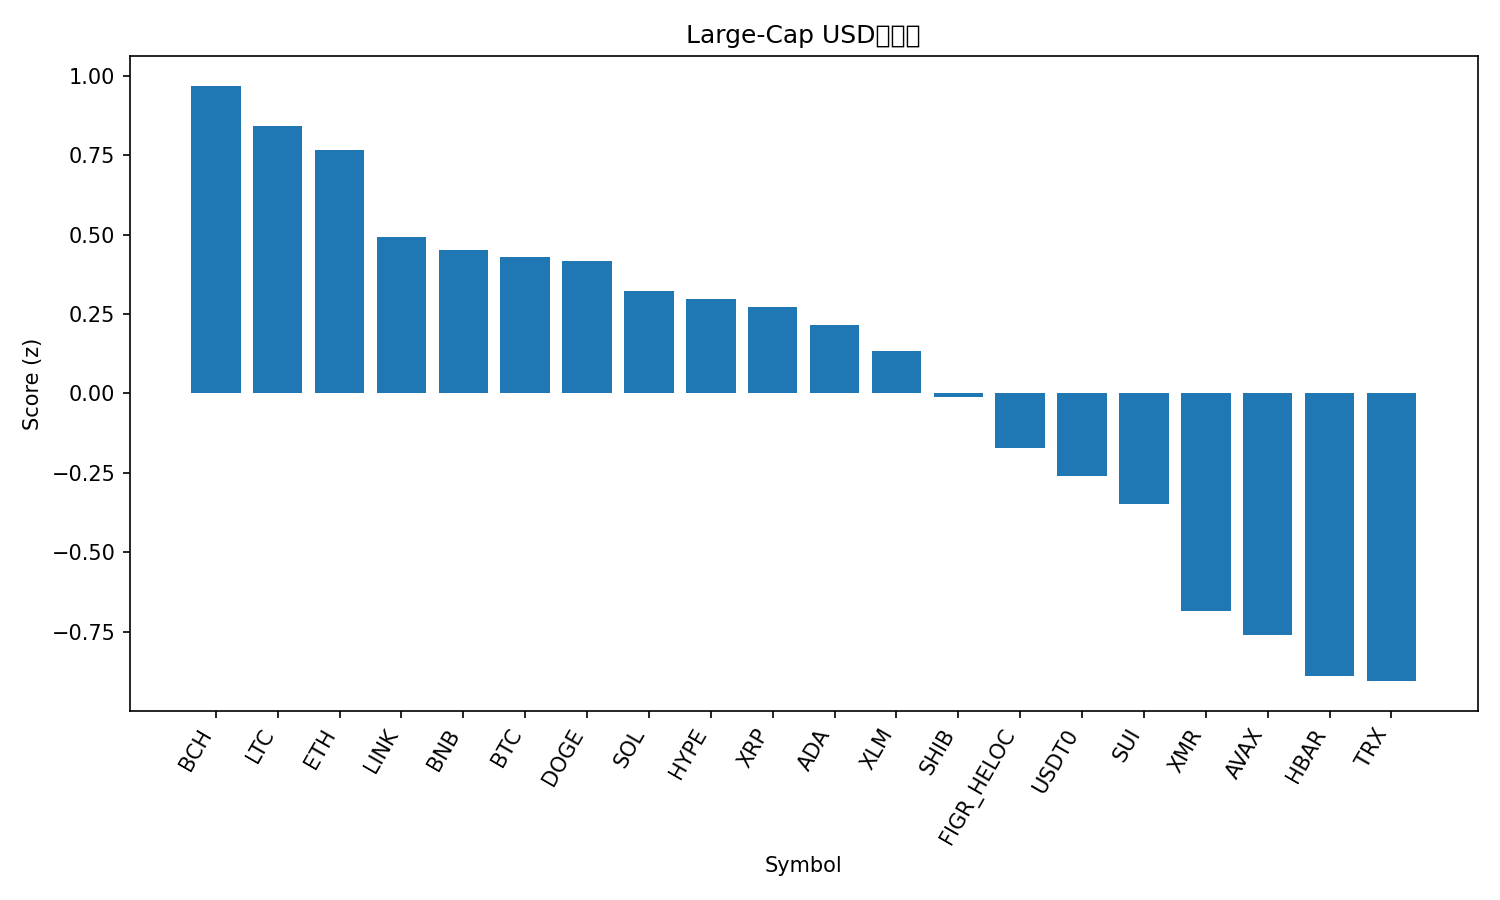 Large-Cap USD
Score (z)
1.00
0.75
0.50
0.25
0.00
−0.25
−0.50
−0.75
BCH
LTC
ETH
LINK
BNB
BTC
DOGE
SOL
HYPE
XRP
ADA
XLM
SHIB
FIGR_HELOC
USDT0
SUI
XMR
AVAX
HBAR
TRX
Symbol